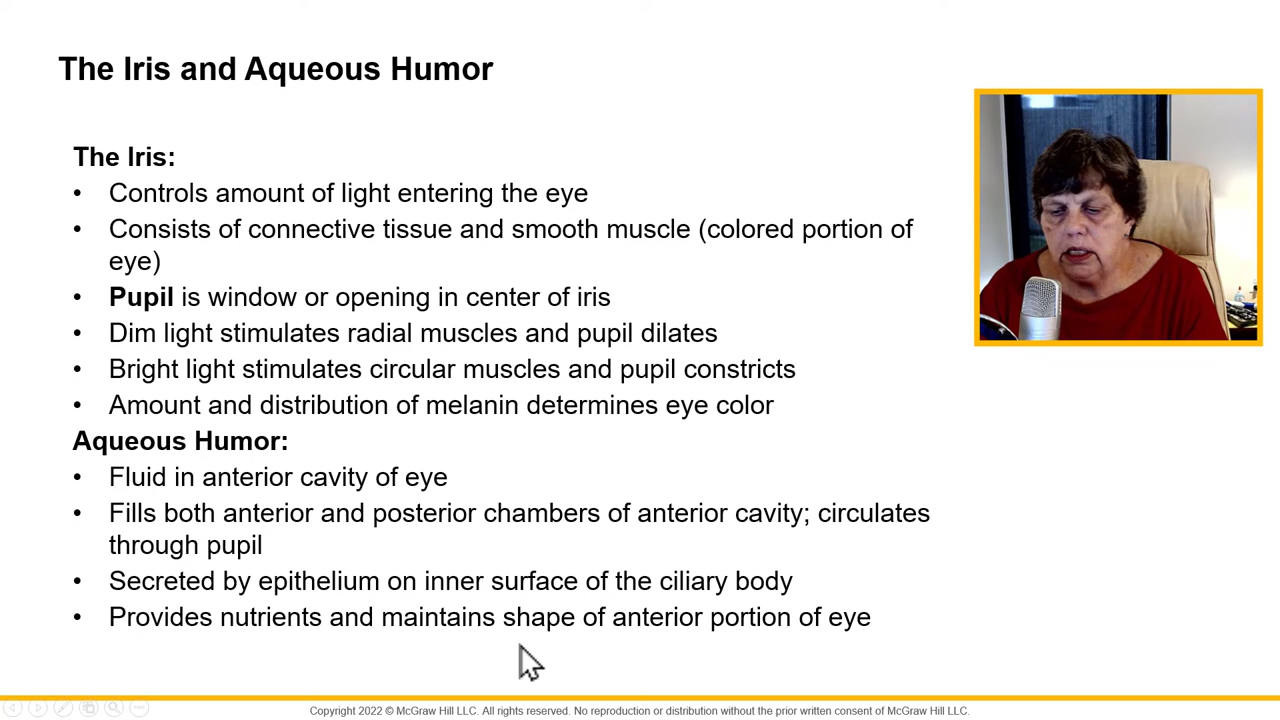 The Iris and Aqueous Humor
The Iris:
• Controls amount of light entering the eye
• Consists of connective tissue and smooth muscle (colored portion of
eye)
• Pupil is window or opening in center of iris
• Dim light stimulates radial muscles and pupil dilates
• Bright light stimulates circular muscles and pupil constricts
• Amount and distribution of melanin determines eye color
Aqueous Humor:
• Fluid in anterior cavity of eye
• Fills both anterior and posterior chambers of anterior cavity; circulates
through pupil
• Secreted by epithelium on inner surface of the ciliary body
• Provides nutrients and maintains shape of anterior portion of eye
Copyright 2022 © McGraw Hill LLC. All rights reserved. No reproduction or distribution without the prior written consent of McGraw Hill LLC.